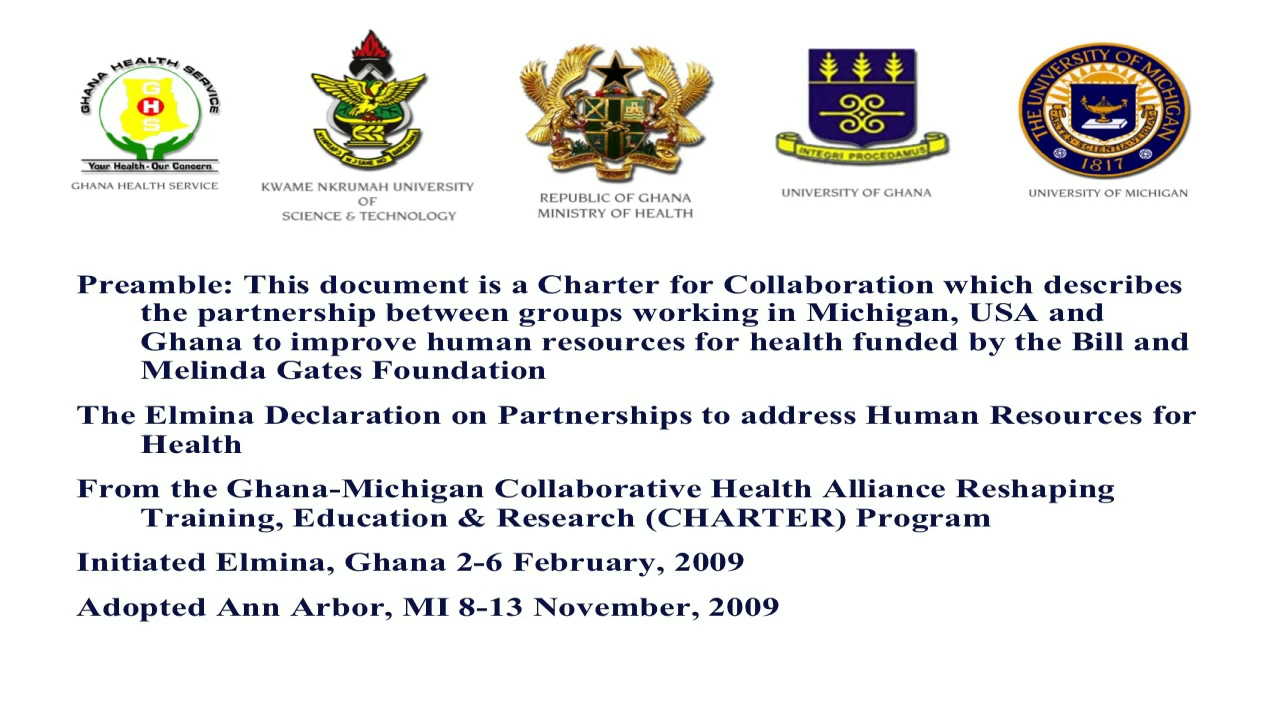 GHANA HEALTH SERVICE
GHS
Your Health - Our Concern
GHANA HEALTH SERVICE
KWAME NKRUMAH UNIVERSITY
OF
SCIENCE & TECHNOLOGY
REPUBLIC OF GHANA
MINISTRY OF HEALTH
INTEGRI PROCEDAMUS
UNIVERSITY OF GHANA
THE UNIVERSITY OF MICHIGAN
1817
UNIVERSITY OF MICHIGAN
Preamble: This document is a Charter for Collaboration which describes
the partnership between groups working in Michigan, USA and
Ghana to improve human resources for health funded by the Bill and
Melinda Gates Foundation
The Elmina Declaration on Partnerships to address Human Resources for
Health
From the Ghana-Michigan Collaborative Health Alliance Reshaping
Training, Education & Research (CHARTER) Program
Initiated Elmina, Ghana 2-6 February, 2009
Adopted Ann Arbor, MI 8-13 November, 2009